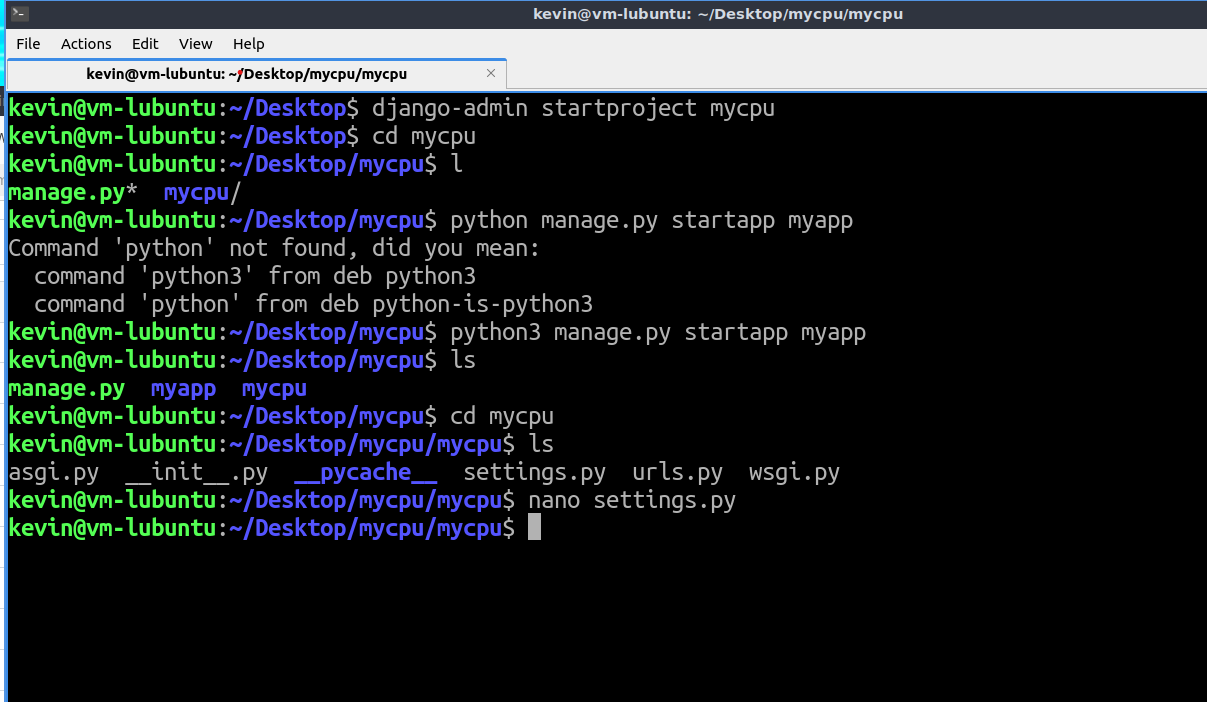 kevin@vm-lubuntu: ~/Desktop/mycpu/mycpu
File Actions Edit View Help
kevin@vm-lubuntu: ~/Desktop/mycpu/mycpu
kevin@vm-lubuntu:~/Desktop$ django-admin startproject mycpu
kevin@vm-lubuntu:~/Desktop$ cd mycpu
kevin@vm-lubuntu:~/Desktop/mycpu$ l
manage.py*  mycpu/
kevin@vm-lubuntu:~/Desktop/mycpu$ python manage.py startapp myapp
Command 'python' not found, did you mean:
  command 'python3' from deb python3
  command 'python' from deb python-is-python3
kevin@vm-lubuntu:~/Desktop/mycpu$ python3 manage.py startapp myapp
kevin@vm-lubuntu:~/Desktop/mycpu$ ls
manage.py  myapp  mycpu
kevin@vm-lubuntu:~/Desktop/mycpu$ cd mycpu
kevin@vm-lubuntu:~/Desktop/mycpu/mycpu$ ls
asgi.py  __init__.py  __pycache__  settings.py  urls.py  wsgi.py
kevin@vm-lubuntu:~/Desktop/mycpu/mycpu$ nano settings.py
kevin@vm-lubuntu:~/Desktop/mycpu/mycpu$